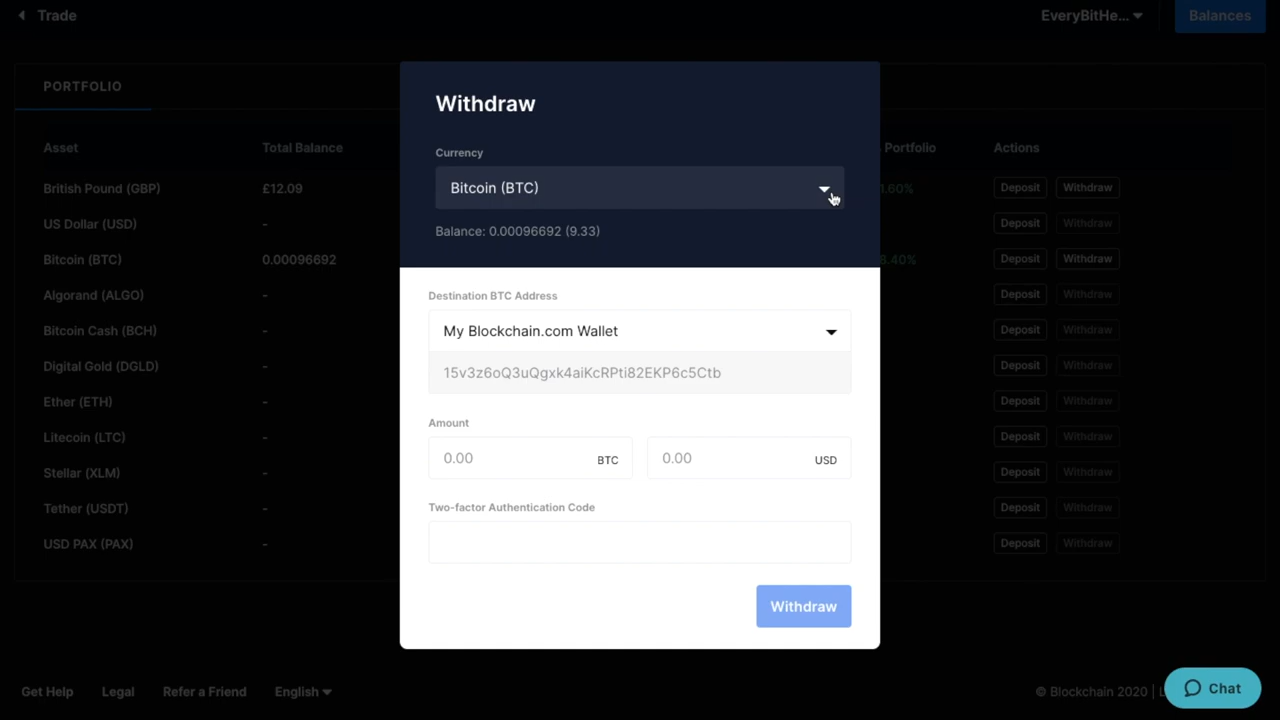 Trade
EveryBitHe...
Balances
PORTFOLIO
Asset Total Balance Portfolio Actions
British Pound (GBP) £12.09 1.60% Deposit Withdraw
US Dollar (USD) - Deposit Withdraw
Bitcoin (BTC) 0.00096692 8.40% Deposit Withdraw
Algorand (ALGO) - Deposit Withdraw
Bitcoin Cash (BCH) - Deposit Withdraw
Digital Gold (DGLD) - Deposit Withdraw
Ether (ETH) - Deposit Withdraw
Litecoin (LTC) - Deposit Withdraw
Stellar (XLM) - Deposit Withdraw
Tether (USDT) - Deposit Withdraw
USD PAX (PAX) - Deposit Withdraw
Withdraw
Currency
Bitcoin (BTC)
Balance: 0.00096692 (9.33)
Destination BTC Address
My Blockchain.com Wallet
15v3z6oQ3uQgxk4aiKcRPti82EKP6c5Ctb
Amount
0.00 BTC 0.00 USD
Two-factor Authentication Code
Withdraw
Get Help Legal Refer a Friend English
© Blockchain 2020 |
Chat